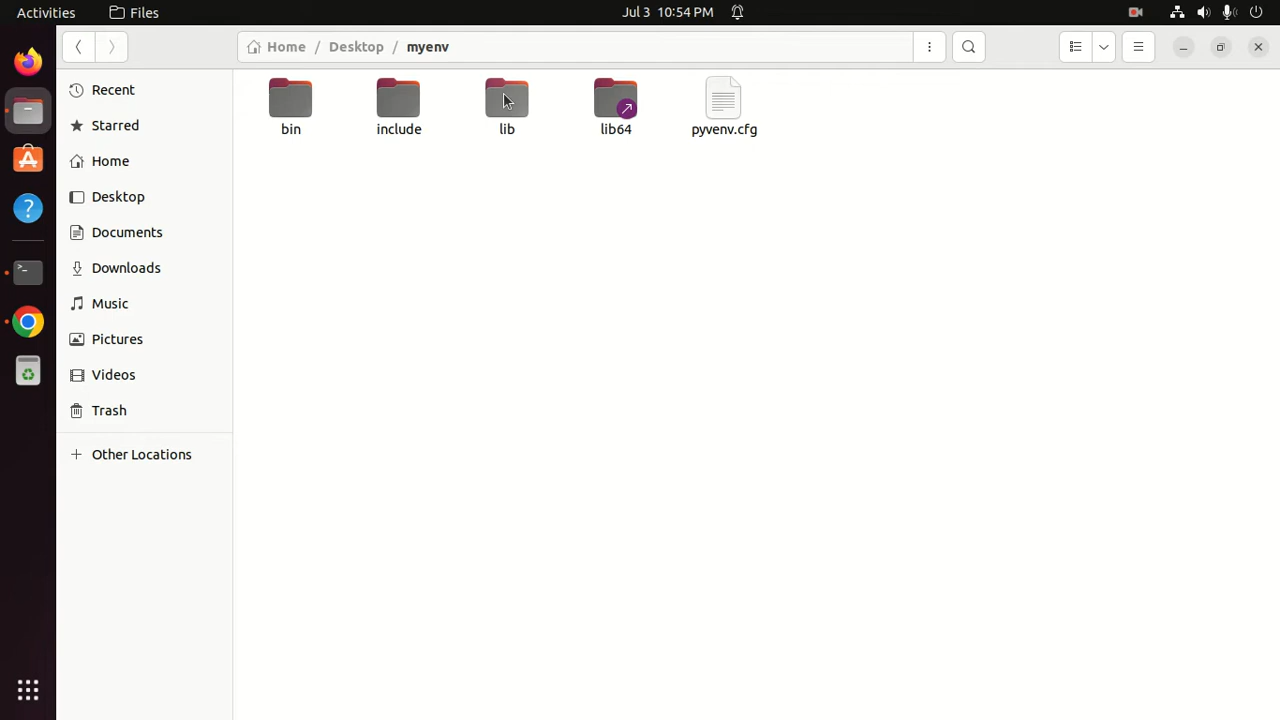 Activities Files Jul 3 10:54 PM
Home / Desktop / myenv
Recent
Starred
Home
Desktop
Documents
Downloads
Music
Pictures
Videos
Trash
Other Locations
bin include lib lib64 pyvenv.cfg